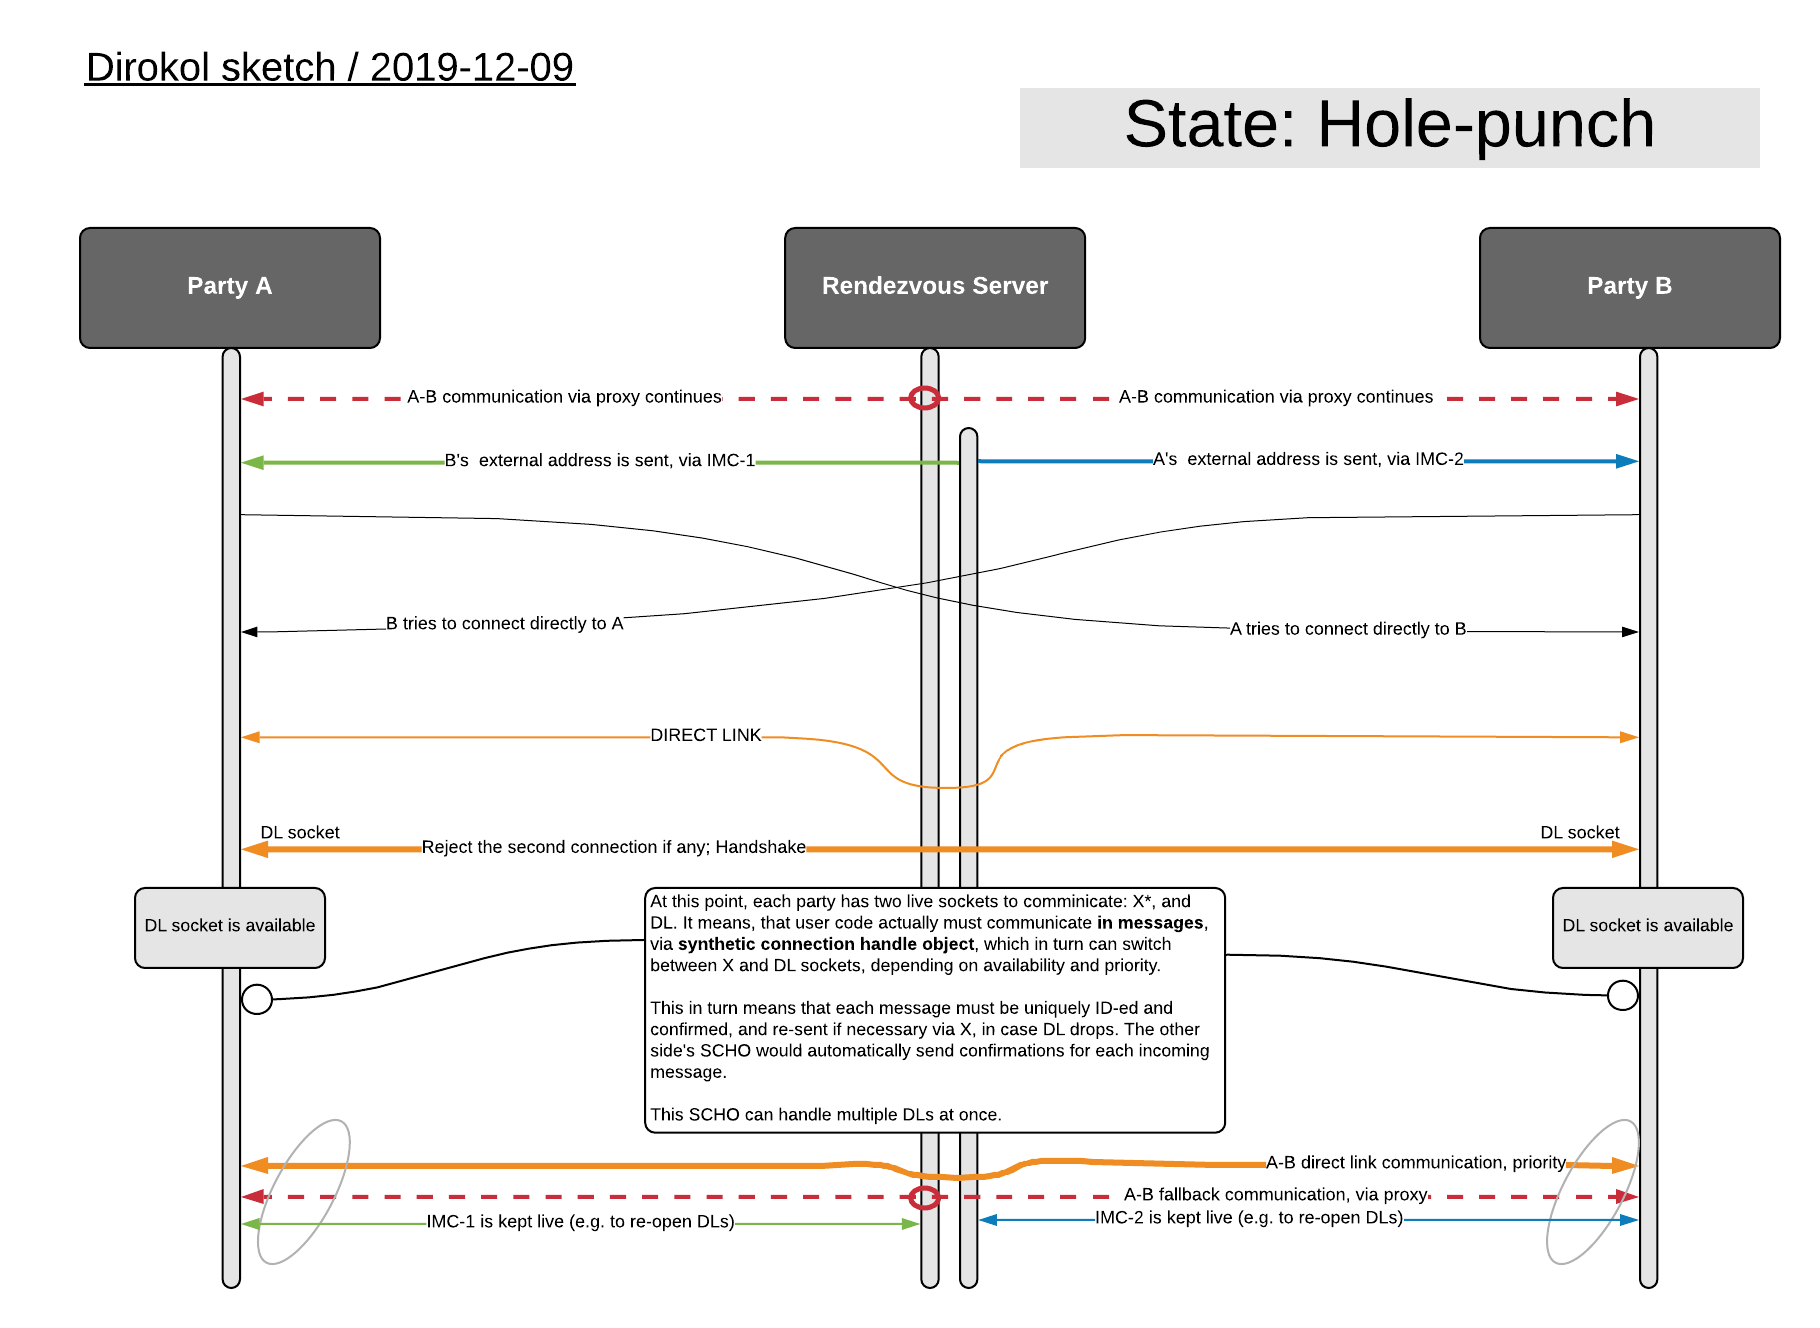 Dirokol sketch / 2019-12-09
State: Hole-punch
Party A
Rendezvous Server
Party B
A-B communication via proxy continues
A-B communication via proxy continues
B's  external address is sent, via IMC-1
A's  external address is sent, via IMC-2
B tries to connect directly to A
A tries to connect directly to B
DIRECT LINK
DL socket
DL socket
Reject the second connection if any; Handshake
DL socket is available
DL socket is available
At this point, each party has two live sockets to comminicate: X*, and
DL. It means, that user code actually must communicate in messages,
via synthetic connection handle object, which in turn can switch
between X and DL sockets, depending on availability and priority.
This in turn means that each message must be uniquely ID-ed and
confirmed, and re-sent if necessary via X, in case DL drops. The other
side's SCHO would automatically send confirmations for each incoming
message.
This SCHO can handle multiple DLs at once.
A-B direct link communication, priority
A-B fallback communication, via proxy
IMC-1 is kept live (e.g. to re-open DLs)
IMC-2 is kept live (e.g. to re-open DLs)